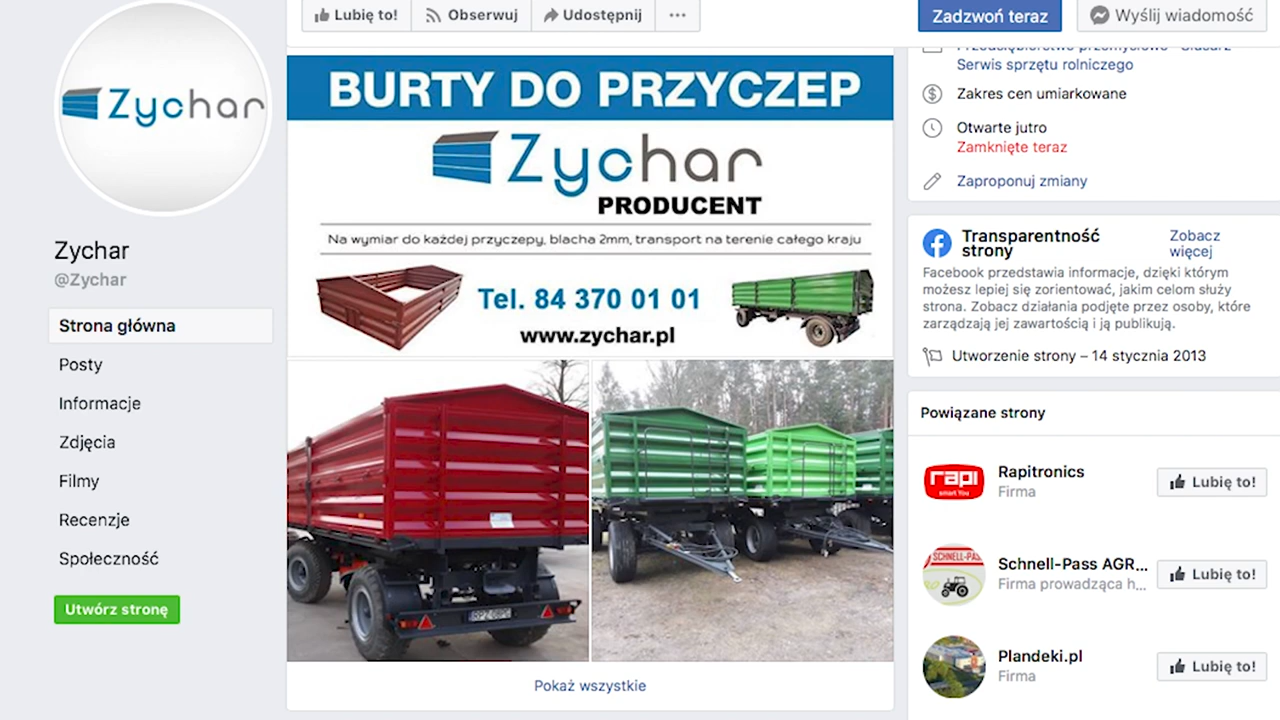 Lubię to!
Obserwuj
Udostępnij
Zadzwoń teraz
Wyślij wiadomość
Zychar
Zychar
@Zychar
Strona główna
Posty
Informacje
Zdjęcia
Filmy
Recenzje
Społeczność
Utwórz stronę
BURTY DO PRZYCZEP
Zychar
PRODUCENT
Na wymiar do każdej przyczepy, blacha 2mm, transport na terenie całego kraju
Tel. 84 370 01 01
www.zychar.pl
Pokaż wszystkie
Serwis sprzętu rolniczego
Zakres cen umiarkowane
Otwarte jutro
Zamknięte teraz
Zaproponuj zmiany
Transparentność
strony
Zobacz
więcej
Facebook przedstawia informacje, dzięki którym
możesz lepiej się zorientować, jakim celom służy
strona. Zobacz działania podjęte przez osoby, które
zarządzają jej zawartością i ją publikują.
Utworzenie strony – 14 stycznia 2013
Powiązane strony
rapi
smart You
Rapitronics
Firma
Lubię to!
SCHNELL-PAS
Schnell-Pass AGR...
Firma prowadząca h...
Lubię to!
Plandeki.pl
Firma
Lubię to!